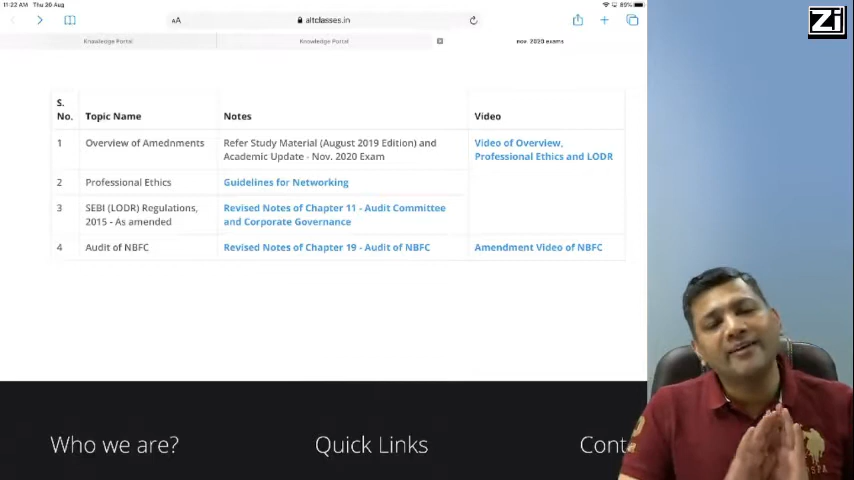 11:22 AM Thu 20 Aug
89%
AA
altclasses.in
Knowledge Portal
Knowledge Portal
nov. 2020 exams
S. No. Topic Name Notes Video
1 Overview of Amednments Refer Study Material (August 2019 Edition) and Academic Update - Nov. 2020 Exam Video of Overview, Professional Ethics and LODR
2 Professional Ethics Guidelines for Networking
3 SEBI (LODR) Regulations, 2015 - As amended Revised Notes of Chapter 11 - Audit Committee and Corporate Governance
4 Audit of NBFC Revised Notes of Chapter 19 - Audit of NBFC Amendment Video of NBFC
Who we are? Quick Links Conta
Zi